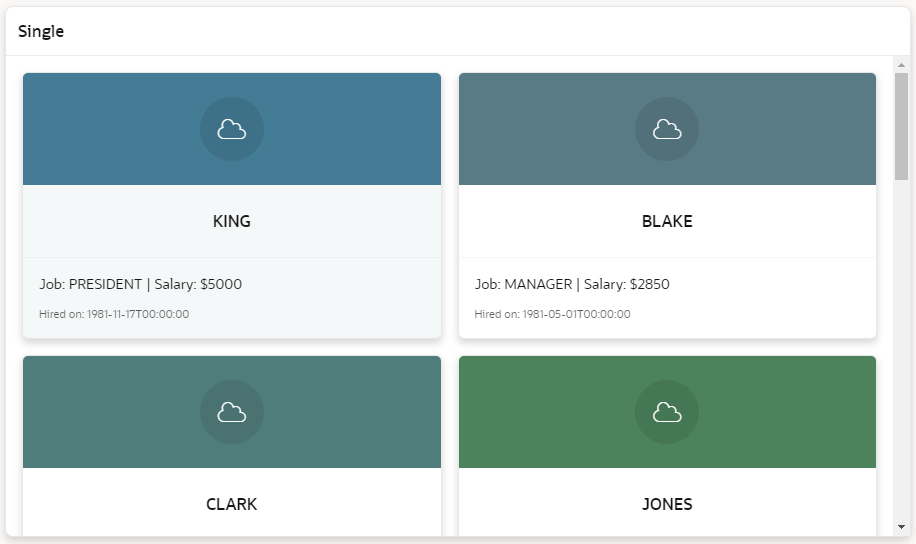 Single
KING
BLAKE
Job: PRESIDENT | Salary: $5000
Job: MANAGER | Salary: $2850
Hired on: 1981-11-17T00:00:00
Hired on: 1981-05-01T00:00:00
CLARK
JONES